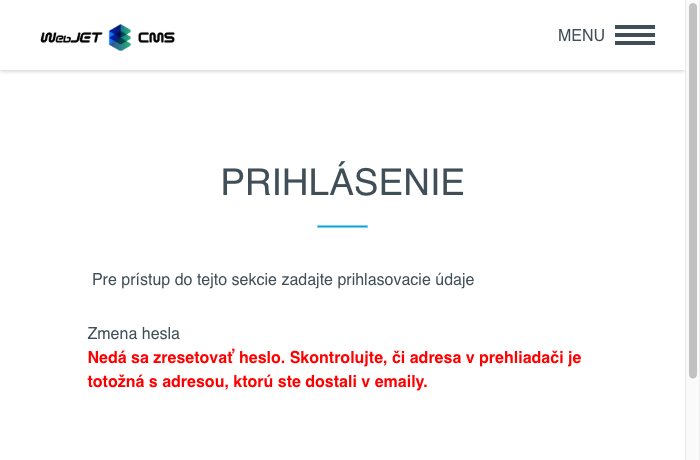 WebJET CMS
MENU
PRIHLÁSENIE
Pre prístup do tejto sekcie zadajte prihlasovacie údaje
Zmena hesla
Nedá sa zresetovať heslo. Skontrolujte, či adresa v prehliadači je
totožná s adresou, ktorú ste dostali v emaily.